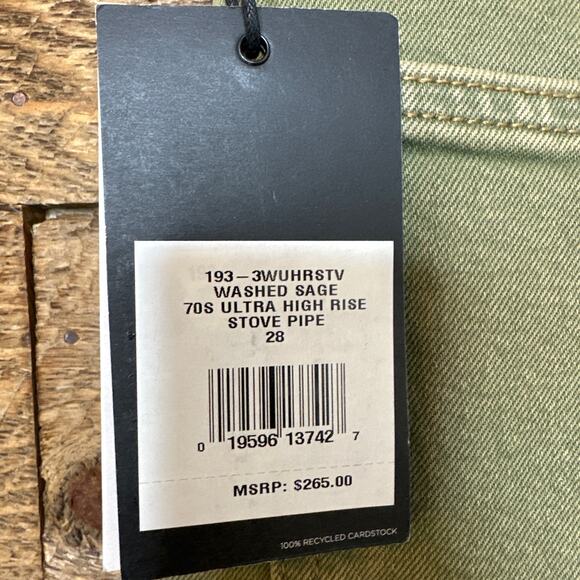 193-3WUHRSTV
WASHED SAGE
70S ULTRA HIGH RISE
STOVE PIPE
28
0 19596 13742 7
MSRP: $265.00
100% RECYCLED CARDSTOCK